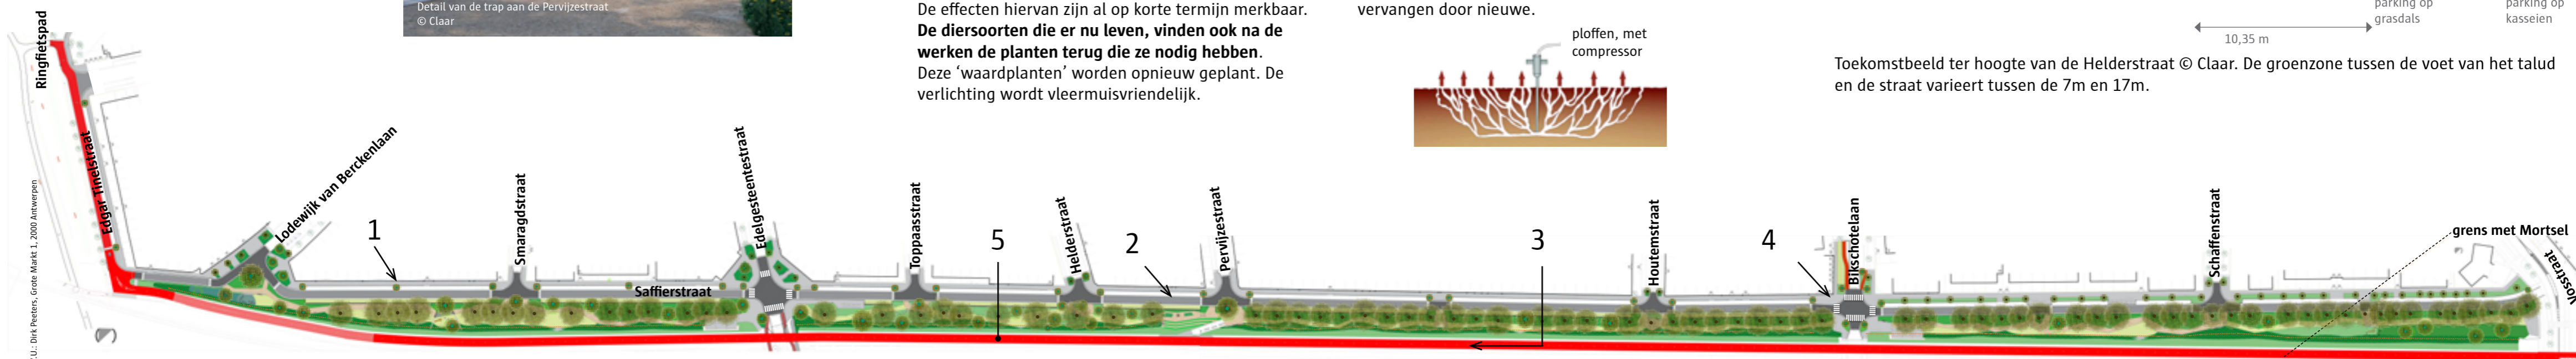 Detail van de trap aan de Pervijzestraat
© Claar
De effecten hiervan zijn al op korte termijn merkbaar.
De diersoorten die er nu leven, vinden ook na de
werken de planten terug die ze nodig hebben.
Deze ‘waardplanten’ worden opnieuw geplant. De
verlichting wordt vleermuisvriendelijk.
vervangen door nieuwe.
ploffen, met
compressor
parking op
grasdals
parking op
kasseien
10,35 m
Toekomstbeeld ter hoogte van de Helderstraat © Claar. De groenzone tussen de voet van het talud
en de straat varieert tussen de 7m en 17m.
Ringfietspad
Edgar Tinelstraat
Lodewijk van Berckenlaan
1
Smaragdstraat
Saffierstraat
Edelgesteentestraat
Toppaasstraat
5
Helderstraat
2
Pervijzestraat
3
Houtemstraat
4
Bikschotelaan
Schaffenstraat
grens met Mortsel
Vosstraat
V.U.: Dirk Peeters, Grote Markt 1, 2000 Antwerpen